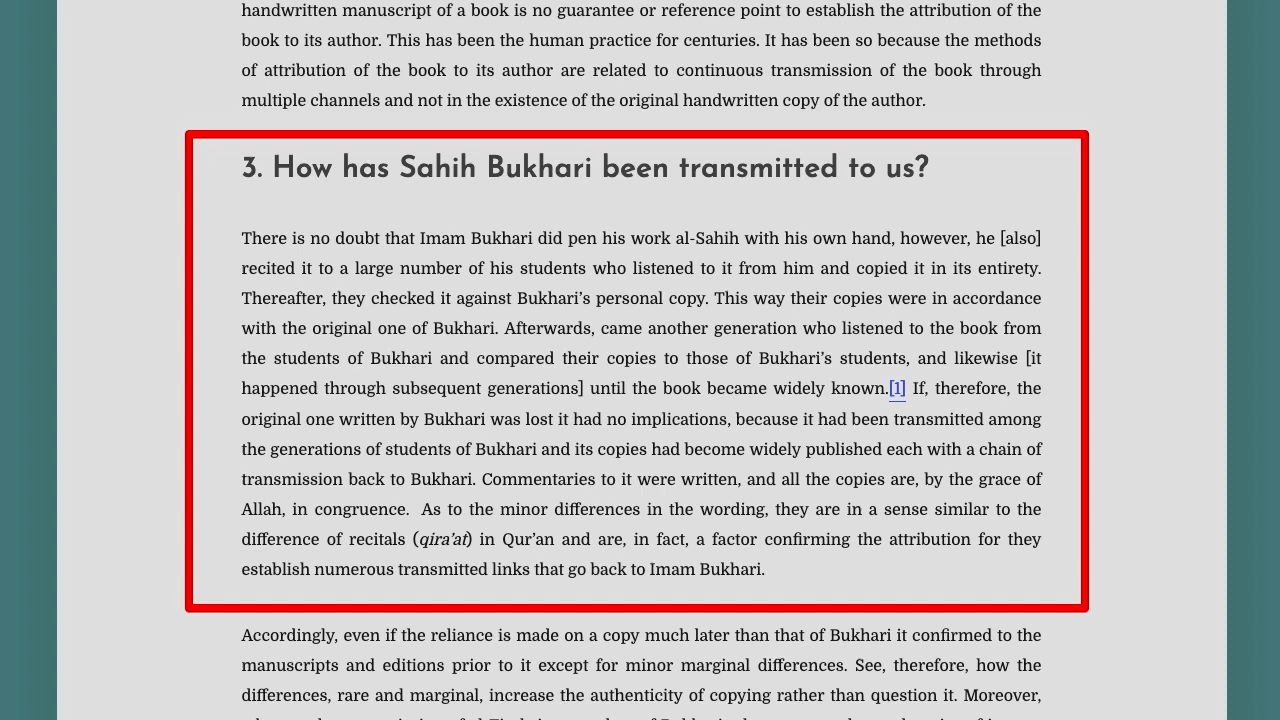 handwritten manuscript of a book is no guarantee or reference point to establish the attribution of the
book to its author. This has been the human practice for centuries. It has been so because the methods
of attribution of the book to its author are related to continuous transmission of the book through
multiple channels and not in the existence of the original handwritten copy of the author.
3. How has Sahih Bukhari been transmitted to us?
There is no doubt that Imam Bukhari did pen his work al-Sahih with his own hand, however, he [also]
recited it to a large number of his students who listened to it from him and copied it in its entirety.
Thereafter, they checked it against Bukhari’s personal copy. This way their copies were in accordance
with the original one of Bukhari. Afterwards, came another generation who listened to the book from
the students of Bukhari and compared their copies to those of Bukhari’s students, and likewise [it
happened through subsequent generations] until the book became widely known.[1] If, therefore, the
original one written by Bukhari was lost it had no implications, because it had been transmitted among
the generations of students of Bukhari and its copies had become widely published each with a chain of
transmission back to Bukhari. Commentaries to it were written, and all the copies are, by the grace of
Allah, in congruence. As to the minor differences in the wording, they are in a sense similar to the
difference of recitals (qira’at) in Qur’an and are, in fact, a factor confirming the attribution for they
establish numerous transmitted links that go back to Imam Bukhari.
Accordingly, even if the reliance is made on a copy much later than that of Bukhari it confirmed to the
manuscripts and editions prior to it except for minor marginal differences. See, therefore, how the
differences, rare and marginal, increase the authenticity of copying rather than question it. Moreover,